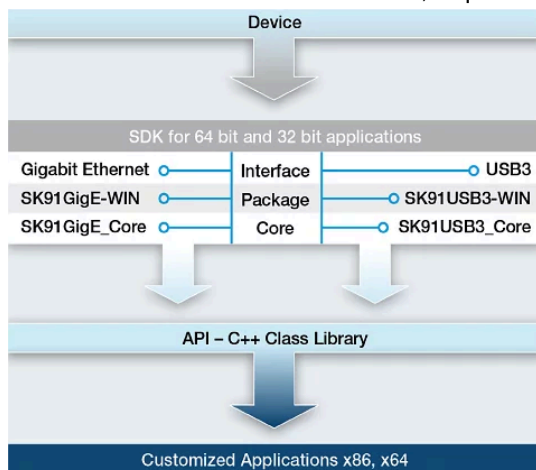 Device
SDK for 64 bit and 32 bit applications
Gigabit Ethernet Interface USB3
SK91GigE-WIN Package SK91USB3-WIN
SK91GigE_Core Core SK91USB3_Core
API – C++ Class Library
Customized Applications x86, x64